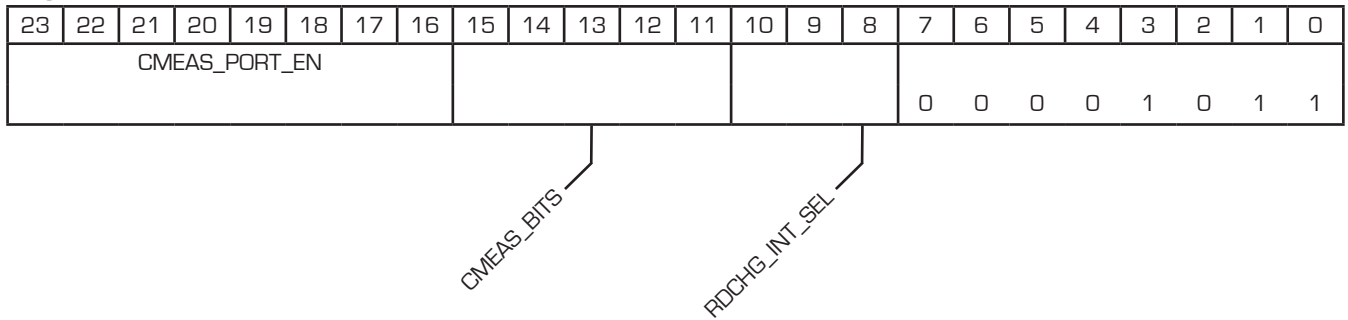 23 22 21 20 19 18 17 16 15 14 13 12 11 10 9 8 7 6 5 4 3 2 1 0
CMEAS_PORT_EN
0 0 0 0 1 0 1 1
CMEAS_BITS
RDCHG_INT_SEL